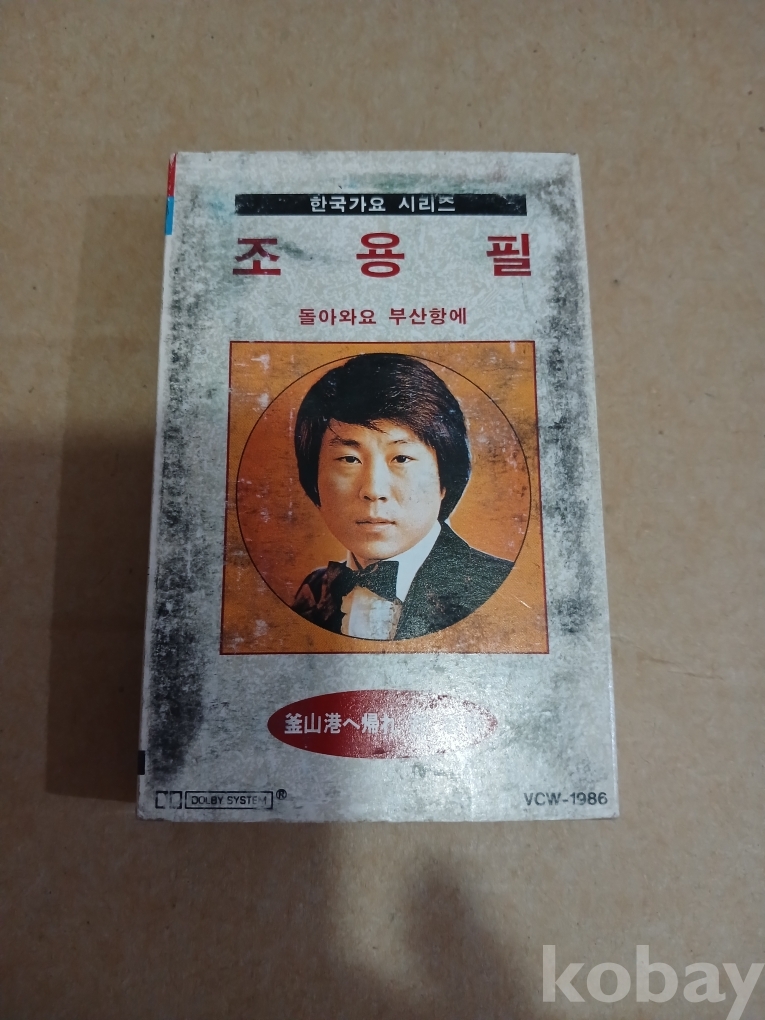 한국가요 시리즈
조 용 필
돌아와요 부산항에
釜山港へ帰れ
DOLBY SYSTEM ®
VCW-1986
kobay